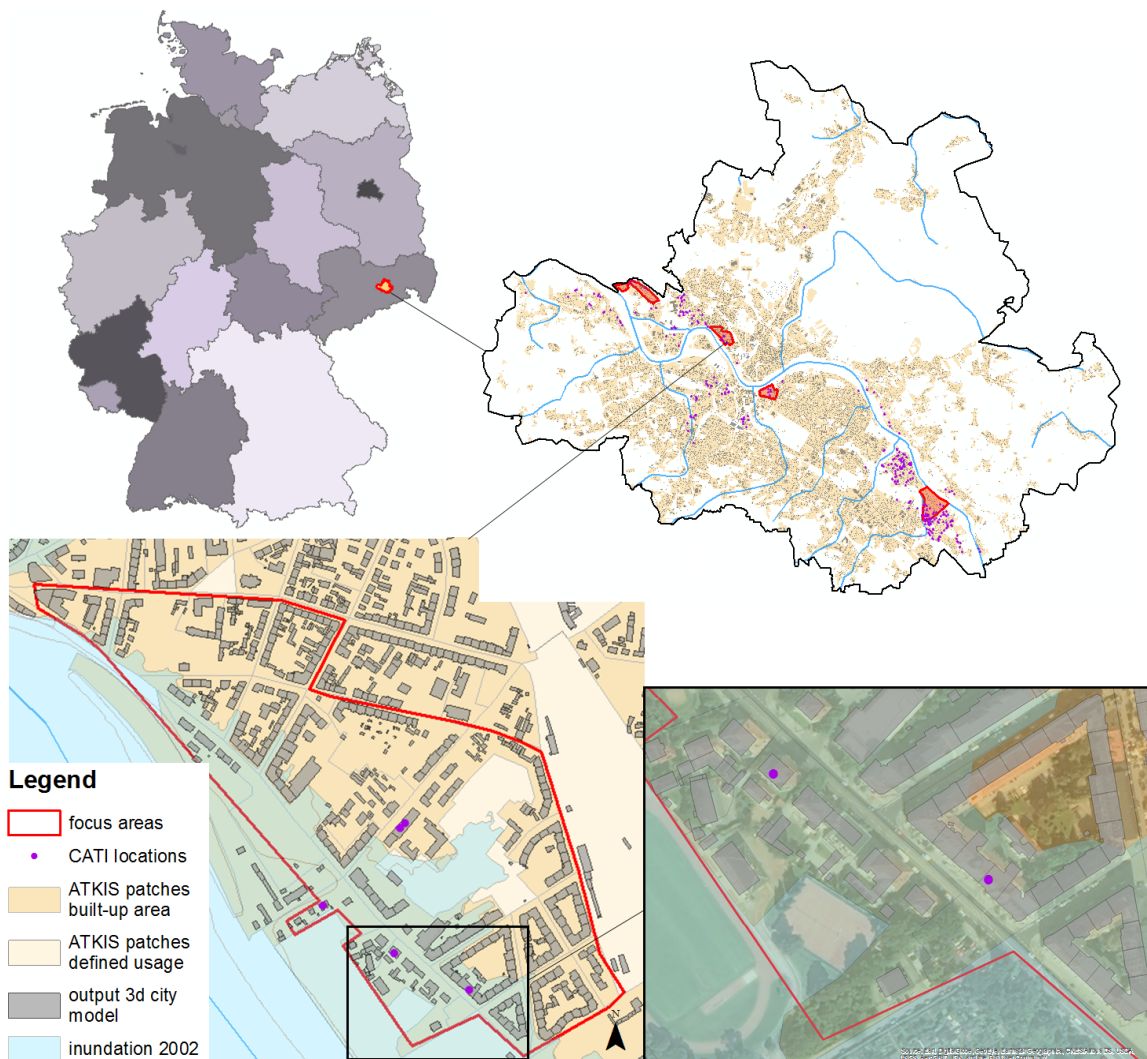 Legend
focus areas
CATI locations
ATKIS patches
built-up area
ATKIS patches
defined usage
output 3d city
model
inundation 2002
N